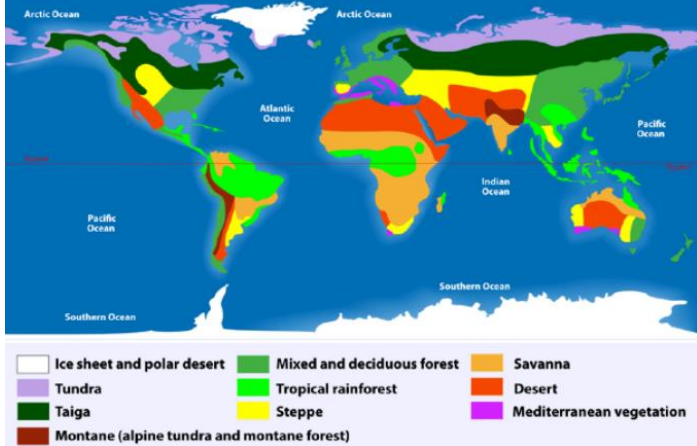 Arctic Ocean
Arctic Ocean
Atlantic
Ocean
Pacific
Ocean
Indian
Ocean
Pacific
Ocean
Southern Ocean
Southern Ocean
Ice sheet and polar desert
Mixed and deciduous forest
Savanna
Tundra
Tropical rainforest
Desert
Taiga
Steppe
Mediterranean vegetation
Montane (alpine tundra and montane forest)